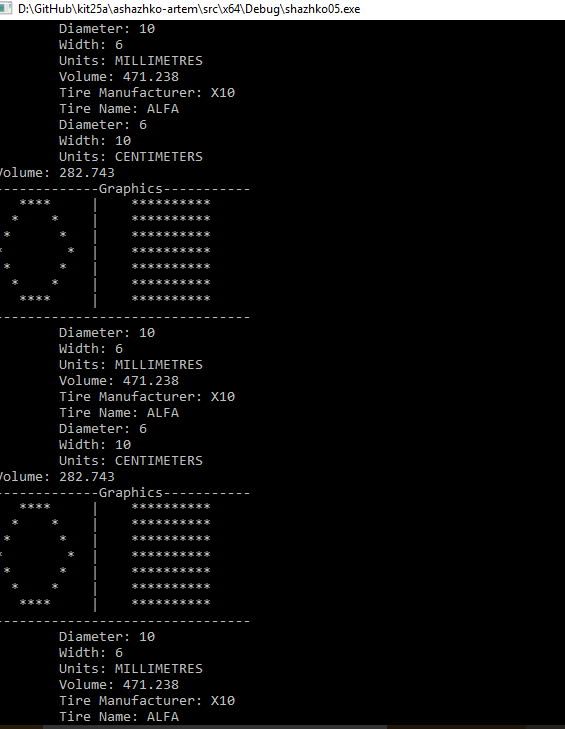 D:\GitHub\kit25a\ashazhko-artem\src\x64\Debug\shazhko05.exe
Diameter: 10
Width: 6
Units: MILLIMETRES
Volume: 471.238
Tire Manufacturer: X10
Tire Name: ALFA
Diameter: 6
Width: 10
Units: CENTIMETERS
Volume: 282.743
-------------Graphics-----------
   ****     |    **********
  *    *    |    **********
 *      *   |    **********
*        *  |    **********
 *      *   |    **********
  *    *    |    **********
   ****     |    **********
--------------------------------
Diameter: 10
Width: 6
Units: MILLIMETRES
Volume: 471.238
Tire Manufacturer: X10
Tire Name: ALFA
Diameter: 6
Width: 10
Units: CENTIMETERS
Volume: 282.743
-------------Graphics-----------
   ****     |    **********
  *    *    |    **********
 *      *   |    **********
*        *  |    **********
 *      *   |    **********
  *    *    |    **********
   ****     |    **********
--------------------------------
Diameter: 10
Width: 6
Units: MILLIMETRES
Volume: 471.238
Tire Manufacturer: X10
Tire Name: ALFA